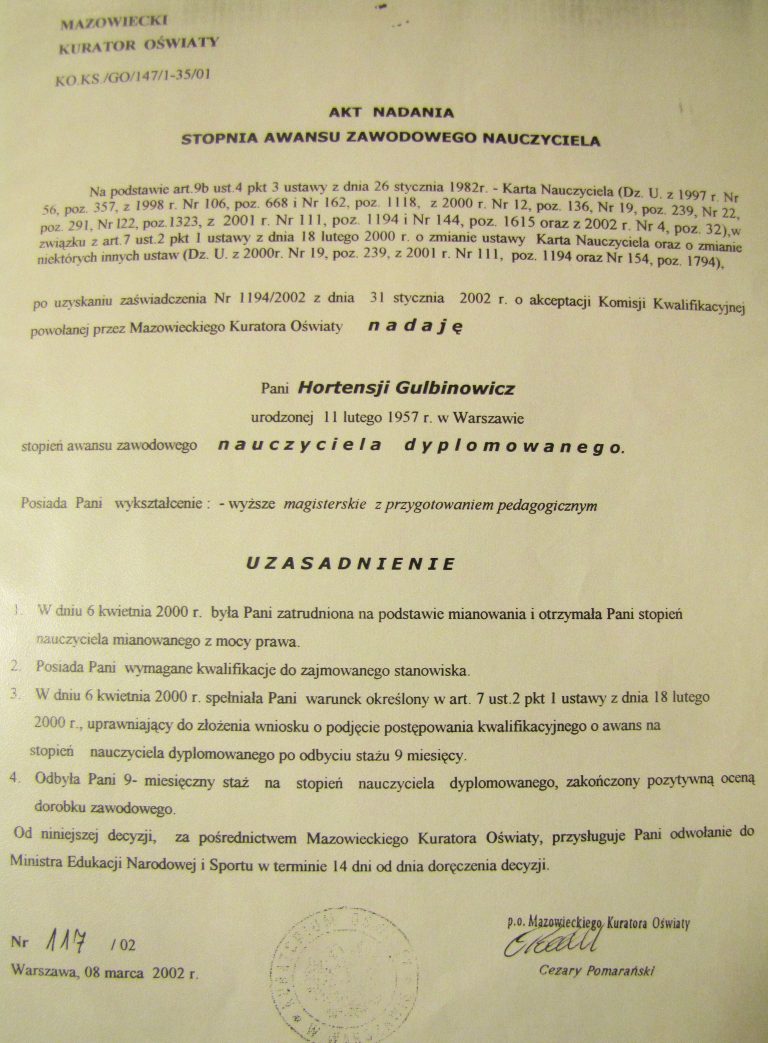 MAZOWIECKI
KURATOR OŚWIATY
KO.KS./GO/147/1-35/01
AKT NADANIA
STOPNIA AWANSU ZAWODOWEGO NAUCZYCIELA
Na podstawie art.9b ust.4 pkt 3 ustawy z dnia 26 stycznia 1982r. - Karta Nauczyciela (Dz. U. z 1997 r. Nr
56, poz. 357, z 1998 r. Nr 106, poz. 668 i Nr 162, poz. 1118, z 2000 r. Nr 12, poz. 136, Nr 19, poz. 239, Nr 22,
poz. 291, Nr 122, poz.1323, z 2001 r. Nr 111, poz. 1194 i Nr 144, poz. 1615 oraz z 2002 r. Nr 4, poz. 32),w
związku z art.7 ust.2 pkt 1 ustawy z dnia 18 lutego 2000 r. o zmianie ustawy Karta Nauczyciela oraz o zmianie
niektórych innych ustaw (Dz. U. z 2000r. Nr 19, poz. 239, z 2001 r. Nr 111, poz. 1194 oraz Nr 154, poz. 1794),
po uzyskaniu zaświadczenia Nr 1194/2002 z dnia 31 stycznia 2002 r. o akceptacji Komisji Kwalifikacyjnej
powołanej przez Mazowieckiego Kuratora Oświaty n a d a j ę
Pani Hortensji Gulbinowicz
urodzonej 11 lutego 1957 r. w Warszawie
stopień awansu zawodowego n a u c z y c i e l a d y p l o m o w a n e g o.
Posiada Pani wykształcenie : - wyższe magisterskie z przygotowaniem pedagogicznym
U Z A S A D N I E N I E
1. W dniu 6 kwietnia 2000 r. była Pani zatrudniona na podstawie mianowania i otrzymała Pani stopień
nauczyciela mianowanego z mocy prawa.
2. Posiada Pani wymagane kwalifikacje do zajmowanego stanowiska.
3. W dniu 6 kwietnia 2000 r. spełniała Pani warunek określony w art. 7 ust.2 pkt 1 ustawy z dnia 18 lutego
2000 r., uprawniający do złożenia wniosku o podjęcie postępowania kwalifikacyjnego o awans na
stopień nauczyciela dyplomowanego po odbyciu stażu 9 miesięcy.
4. Odbyła Pani 9- miesięczny staż na stopień nauczyciela dyplomowanego, zakończony pozytywną oceną
dorobku zawodowego.
Od niniejszej decyzji, za pośrednictwem Mazowieckiego Kuratora Oświaty, przysługuje Pani odwołanie do
Ministra Edukacji Narodowej i Sportu w terminie 14 dni od dnia doręczenia decyzji.
p.o. Mazowieckiego Kuratora Oświaty
Nr 117 / 02
Cezary Pomarański
Warszawa, 08 marca 2002 r.